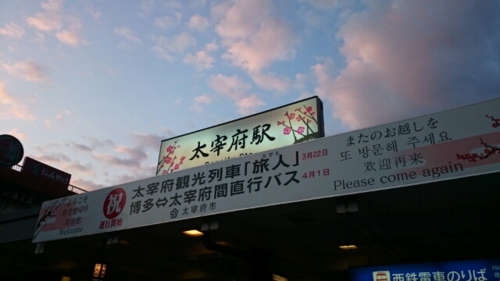 太宰府駅
祝
運行開始
太宰府観光列車「旅人」3月22日
博多⇔太宰府間直行バス 4月1日
太宰府市
またのお越しを
또 방문해 주세요
欢迎再来
Please come again
西鉄電車のりば